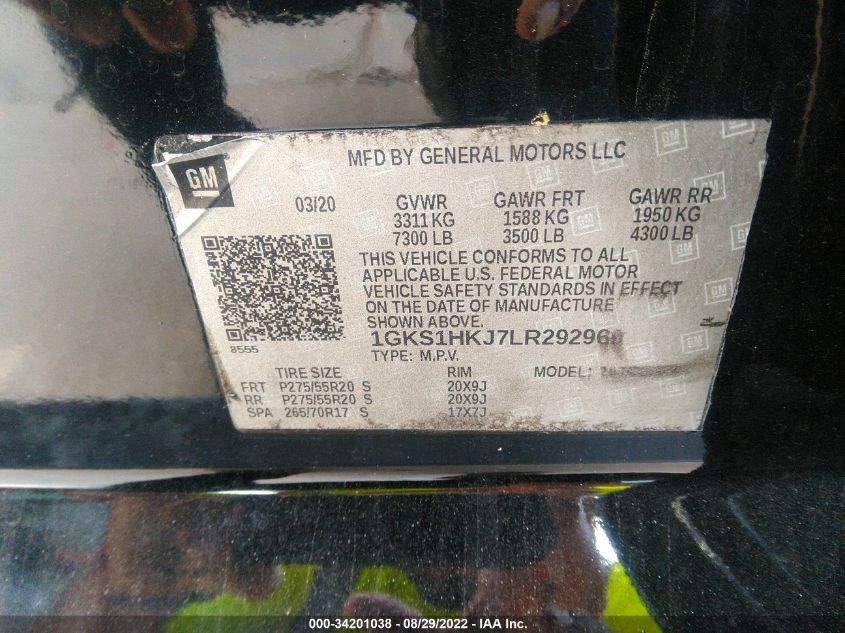 GM
MFD BY GENERAL MOTORS LLC
03/20 GVWR GAWR FRT GAWR RR
3311 KG 1588 KG 1950 KG
7300 LB 3500 LB 4300 LB
THIS VEHICLE CONFORMS TO ALL
APPLICABLE U.S. FEDERAL MOTOR
VEHICLE SAFETY STANDARDS IN EFFECT
ON THE DATE OF MANUFACTURE
SHOWN ABOVE.
8555
TYPE: M.P.V.
TIRE SIZE RIM MODEL:
FRT P275/55R20 S 20X9J
RR P275/55R20 S 20X9J
SPA 265/70R17 S 17X7J
000-34201038 - 08/29/2022 - IAA Inc.